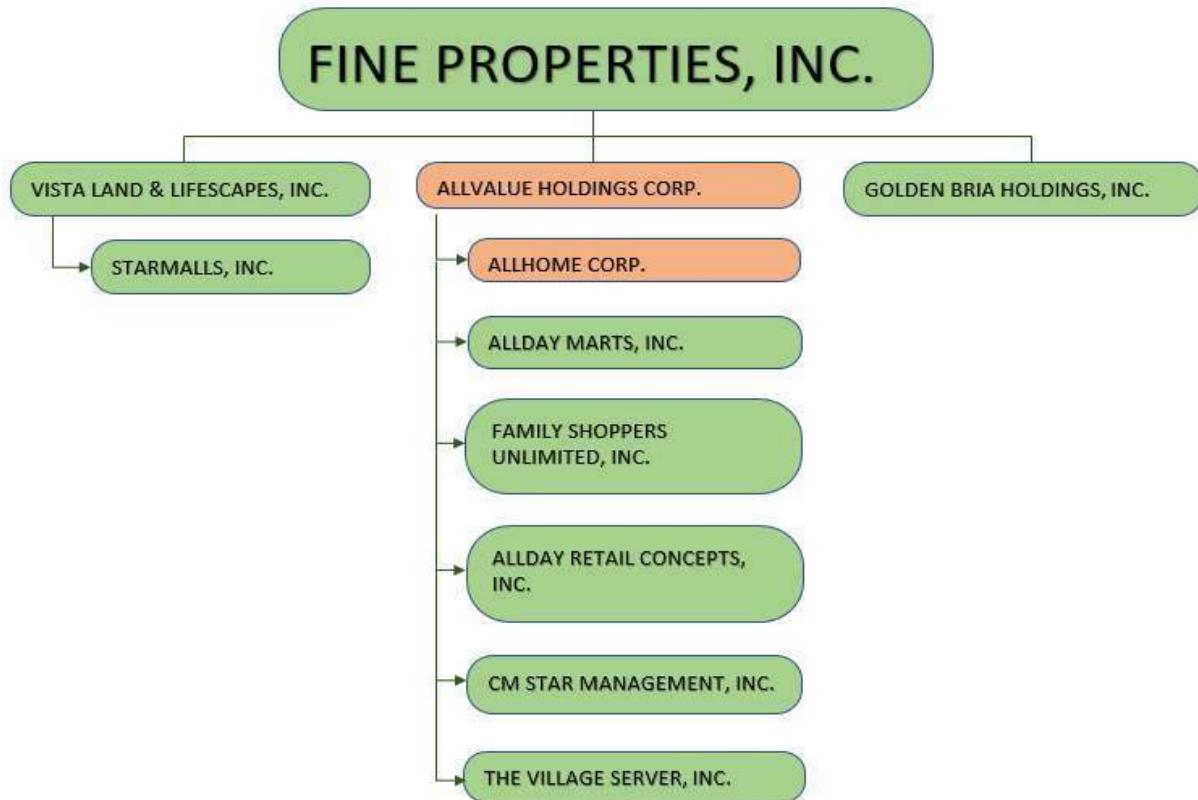 FINE PROPERTIES, INC.
VISTA LAND & LIFESCAPES, INC.
ALLVALUE HOLDINGS CORP.
GOLDEN BRIA HOLDINGS, INC.
STARMALLS, INC.
ALLHOME CORP.
ALLDAY MARTS, INC.
FAMILY SHOPPERS
UNLIMITED, INC.
ALLDAY RETAIL CONCEPTS,
INC.
CM STAR MANAGEMENT, INC.
THE VILLAGE SERVER, INC.